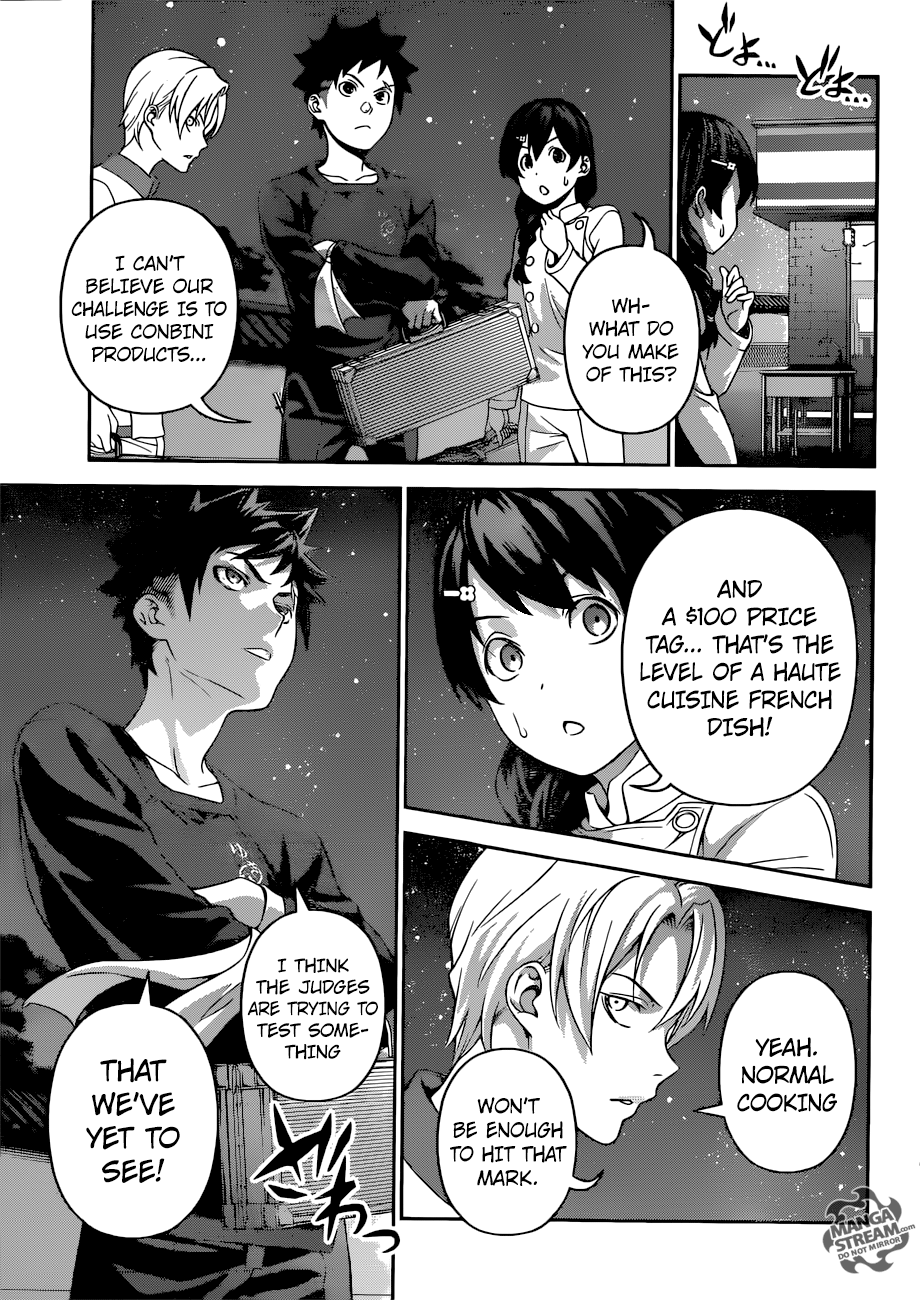 どよ…
どよ…
WH-
WHAT DO
YOU MAKE
OF THIS?
I CAN'T
BELIEVE OUR
CHALLENGE IS TO
USE CONBINI
PRODUCTS...
AND
A $100 PRICE
TAG... THAT'S THE
LEVEL OF A HAUTE
CUISINE FRENCH
DISH!
YEAH.
NORMAL
COOKING
WON'T
BE ENOUGH
TO HIT THAT
MARK.
I THINK
THE JUDGES
ARE TRYING TO
TEST SOME-
THING
THAT
WE'VE
YET TO
SEE!
ざわ
MANGA
STREAM.com
DO NOT MIRROR